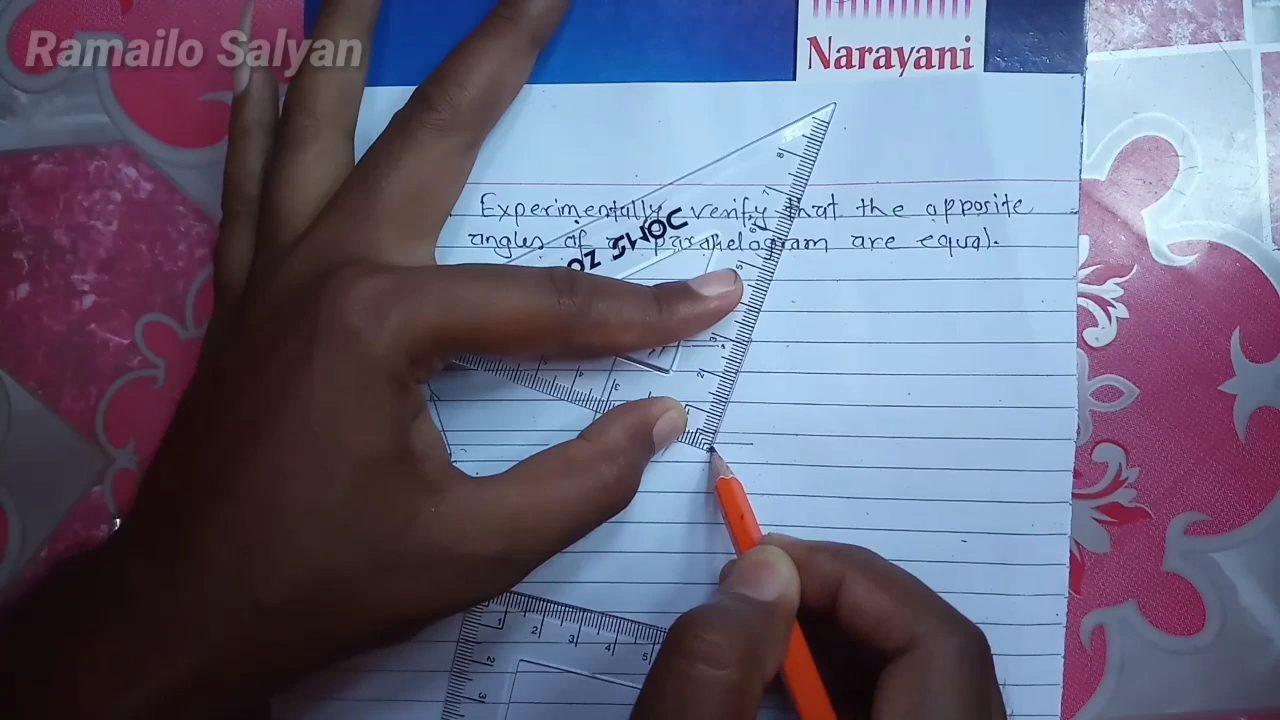 Ramailo Salyan
Narayani
Experimentally verify that the opposite
angles of a parallelogram are equal.